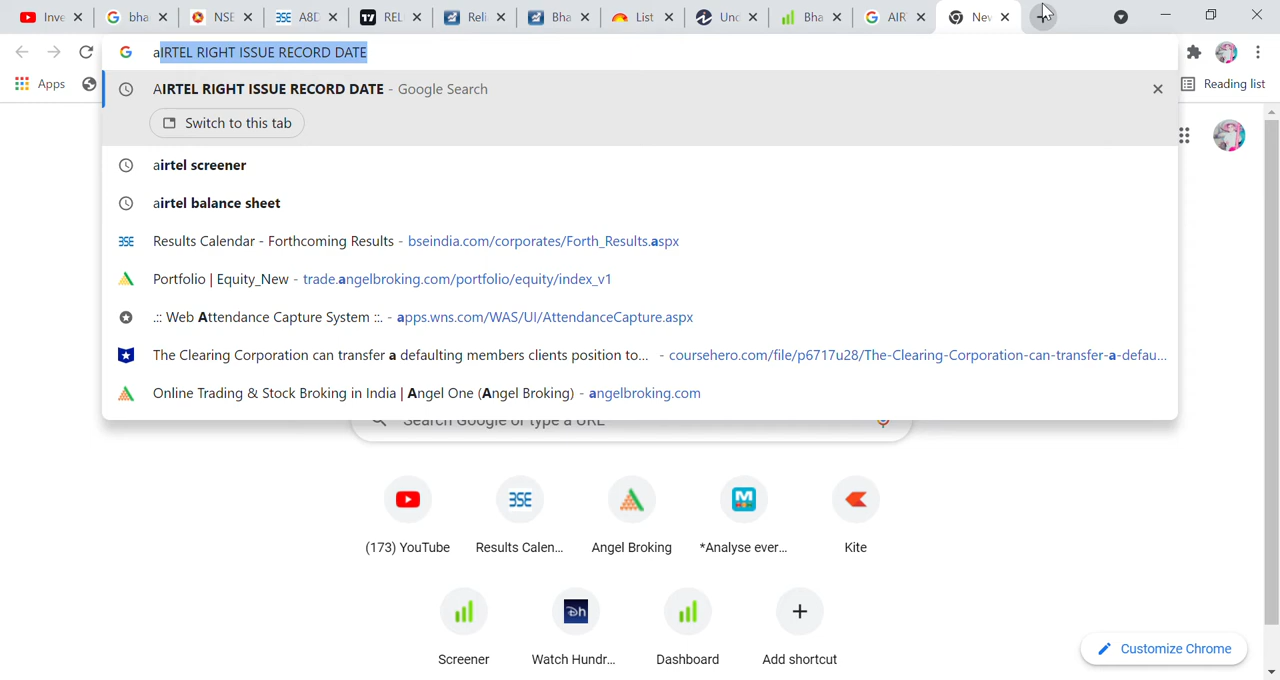 Inve
bha
NSE
A8D
REL
Reli
Bha
List
Unc
Bha
AIR
Nev
aIRTEL RIGHT ISSUE RECORD DATE
Apps
Reading list
AIRTEL RIGHT ISSUE RECORD DATE - Google Search
Switch to this tab
airtel screener
airtel balance sheet
Results Calendar - Forthcoming Results - bseindia.com/corporates/Forth_Results.aspx
Portfolio | Equity_New - trade.angelbroking.com/portfolio/equity/index_v1
.:: Web Attendance Capture System ::. - apps.wns.com/WAS/UI/AttendanceCapture.aspx
The Clearing Corporation can transfer a defaulting members clients position to... - coursehero.com/file/p6717u28/The-Clearing-Corporation-can-transfer-a-defau...
Online Trading & Stock Broking in India | Angel One (Angel Broking) - angelbroking.com
Search Google or type a URL
(173) YouTube
Results Calen...
Angel Broking
*Analyse ever...
Kite
Screener
Watch Hundr...
Dashboard
Add shortcut
Customize Chrome